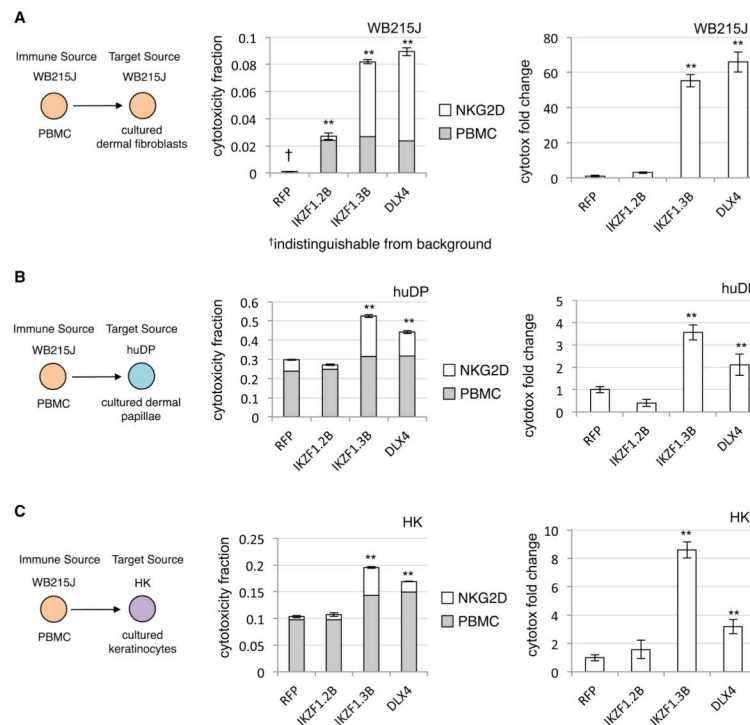 A
Immune Source
Target Source
WB215J
WB215J
PBMC
cultured
dermal fibroblasts
cytotoxicity fraction
0.1
0.08
0.06
0.04
0.02
0
†
**
**
**
RFP
IKZF1.2B
IKZF1.3B
DLX4
NKG2D
PBMC
†indistinguishable from background
WB215J
cytotox fold change
80
60
40
20
0
**
**
RFP
IKZF1.2B
IKZF1.3B
DLX4
B
Immune Source
Target Source
WB215J
huDP
PBMC
cultured dermal
papillae
huDP
cytotoxicity fraction
0.6
0.5
0.4
0.3
0.2
0.1
0
**
**
RFP
IKZF1.2B
IKZF1.3B
DLX4
NKG2D
PBMC
cytotox fold change
5
4
3
2
1
0
**
**
RFP
IKZF1.2B
IKZF1.3B
DLX4
C
Immune Source
Target Source
WB215J
HK
PBMC
cultured
keratinocytes
HK
cytotoxicity fraction
0.25
0.2
0.15
0.1
0.05
0
**
**
RFP
IKZF1.2B
IKZF1.3B
DLX4
NKG2D
PBMC
HK
cytotox fold change
10
8
6
4
2
0
**
**
RFP
IKZF1.2B
IKZF1.3B
DLX4